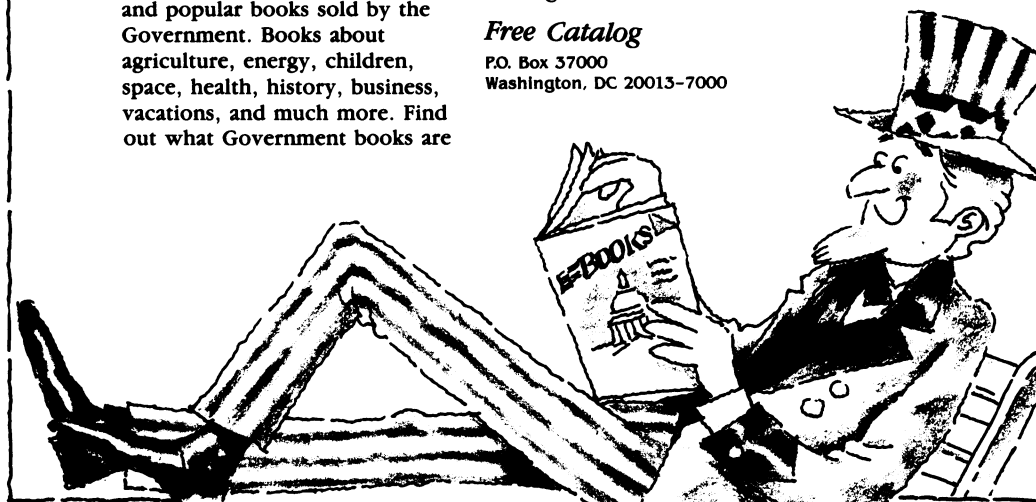 and popular books sold by the
Government. Books about
agriculture, energy, children,
space, health, history, business,
vacations, and much more. Find
out what Government books are
Free Catalog
P.O. Box 37000
Washington, DC 20013-7000
E-BOOKS